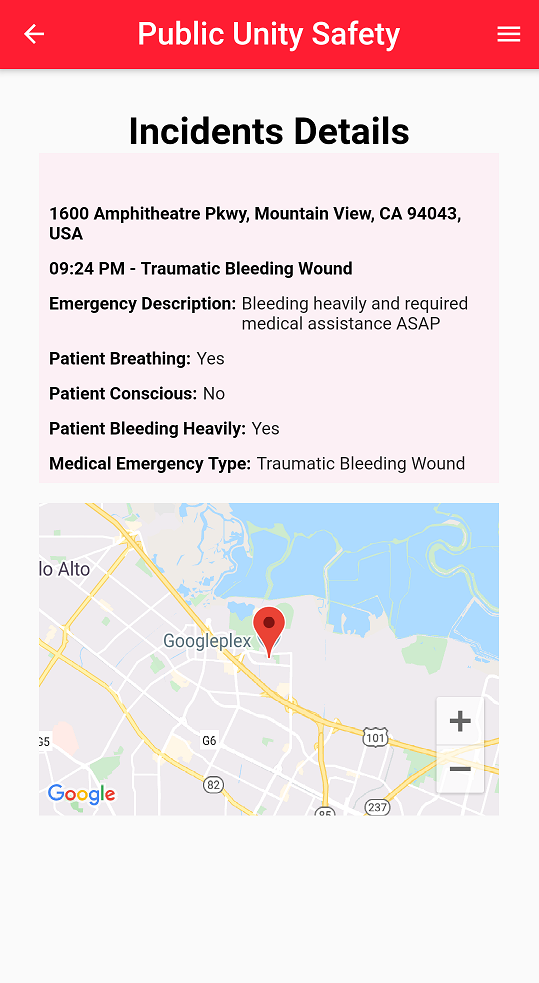 Public Unity Safety
Incidents Details
1600 Amphitheatre Pkwy, Mountain View, CA 94043,
USA
09:24 PM - Traumatic Bleeding Wound
Emergency Description: Bleeding heavily and required
medical assistance ASAP
Patient Breathing: Yes
Patient Conscious: No
Patient Bleeding Heavily: Yes
Medical Emergency Type: Traumatic Bleeding Wound
lo Alto
Googleplex
G5
G6
101
82
Google
85
237